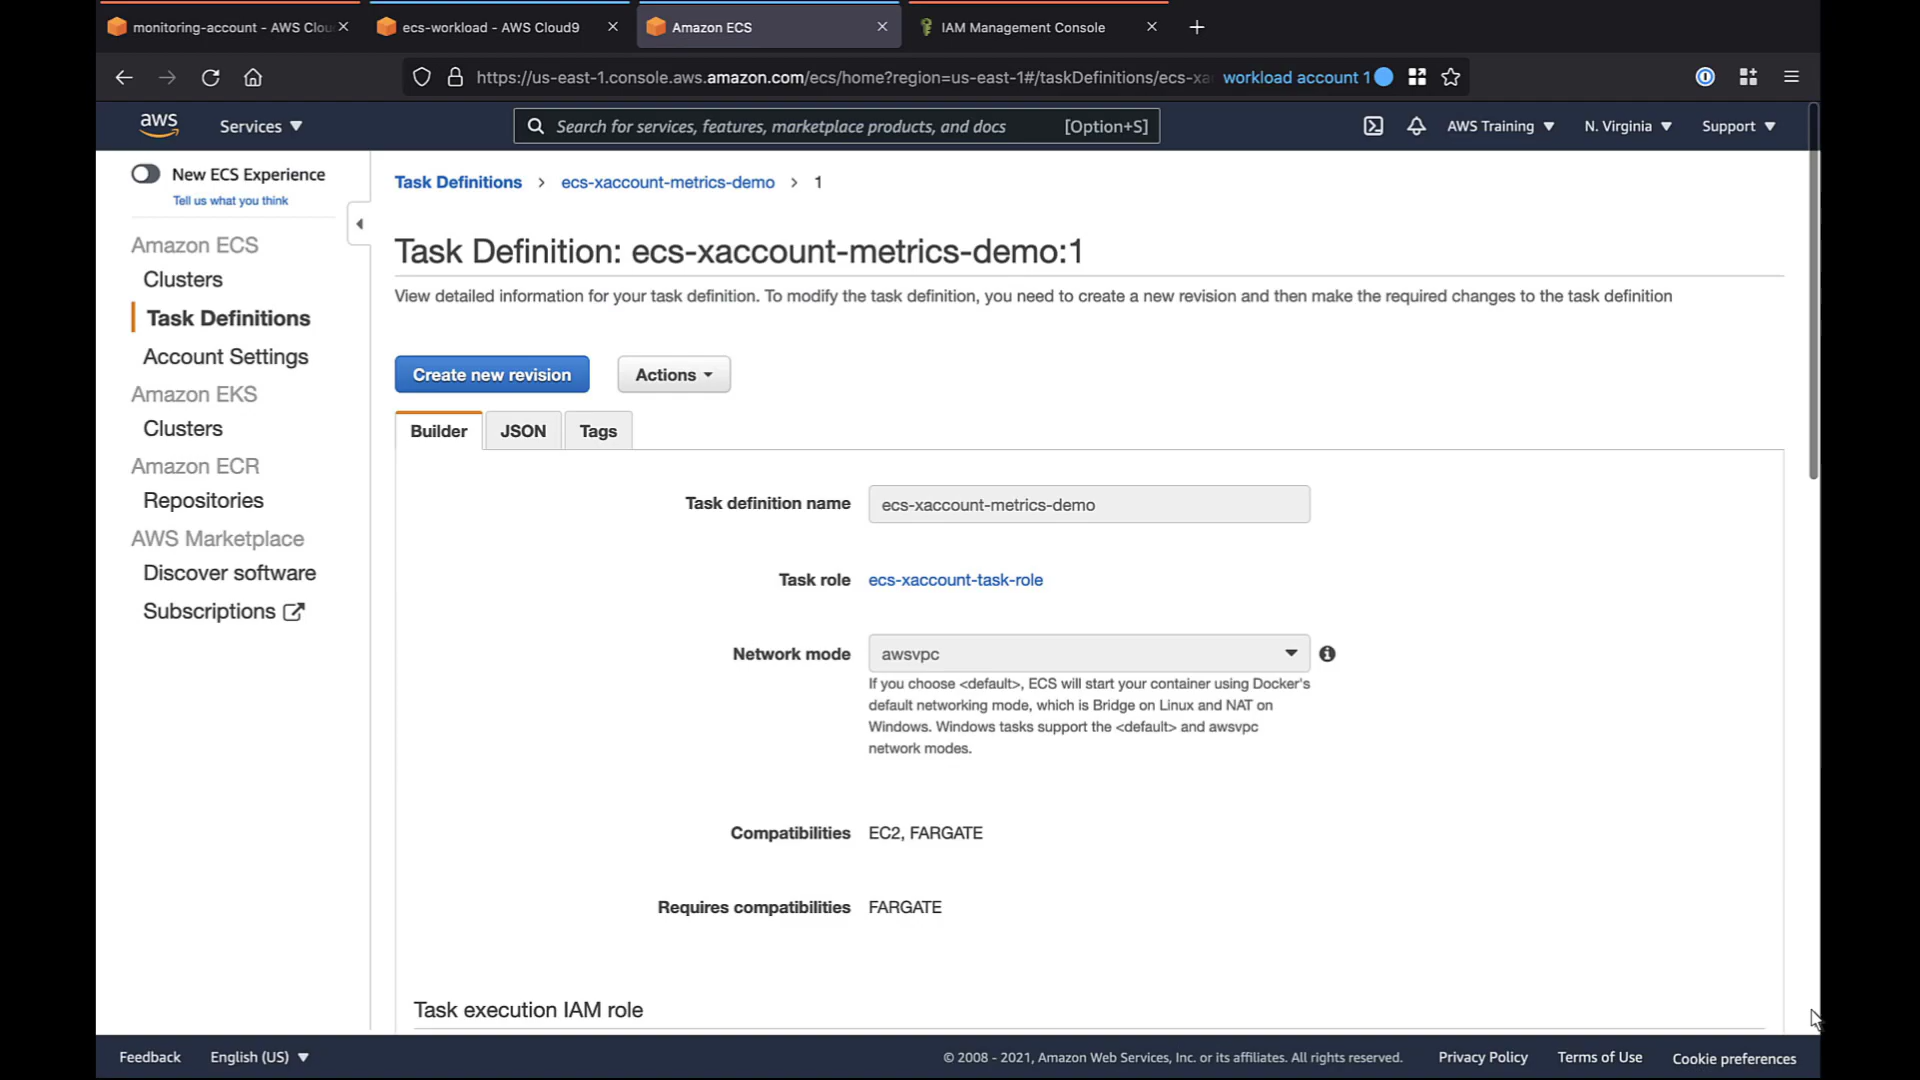 monitoring-account - AWS Clou
ecs-workload - AWS Cloud9
Amazon ECS
IAM Management Console
https://us-east-1.console.aws.amazon.com/ecs/home?region=us-east-1#/taskDefinitions/ecs-xa
workload account 1
aws
Services
Search for services, features, marketplace products, and docs
[Option+S]
AWS Training
N. Virginia
Support
New ECS Experience
Tell us what you think
Amazon ECS
Clusters
Task Definitions
Account Settings
Amazon EKS
Clusters
Amazon ECR
Repositories
AWS Marketplace
Discover software
Subscriptions
Task Definitions > ecs-xaccount-metrics-demo > 1
Task Definition: ecs-xaccount-metrics-demo:1
View detailed information for your task definition. To modify the task definition, you need to create a new revision and then make the required changes to the task definition
Create new revision
Actions
Builder
JSON
Tags
Task definition name
ecs-xaccount-metrics-demo
Task role
ecs-xaccount-task-role
Network mode
awsvpc
If you choose <default>, ECS will start your container using Docker's
default networking mode, which is Bridge on Linux and NAT on
Windows. Windows tasks support the <default> and awsvpc
network modes.
Compatibilities
EC2, FARGATE
Requires compatibilities
FARGATE
Task execution IAM role
Feedback
English (US)
© 2008 - 2021, Amazon Web Services, Inc. or its affiliates. All rights reserved.
Privacy Policy
Terms of Use
Cookie preferences